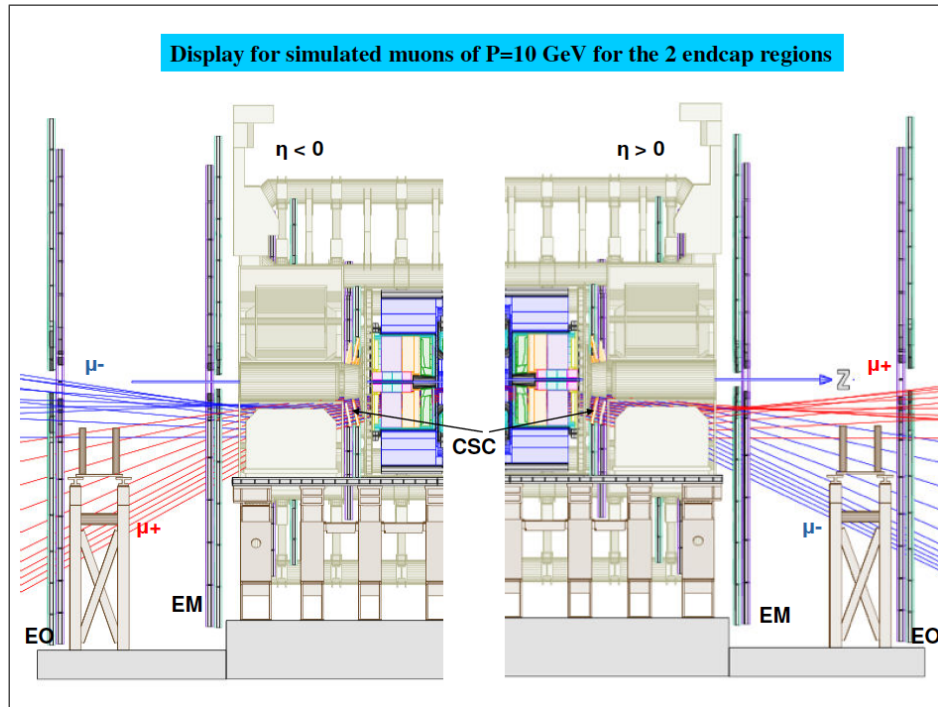 Display for simulated muons of P=10 GeV for the 2 endcap regions
η < 0
η > 0
μ-
μ+
Z
CSC
μ+
μ-
EM
EM
EO
EO